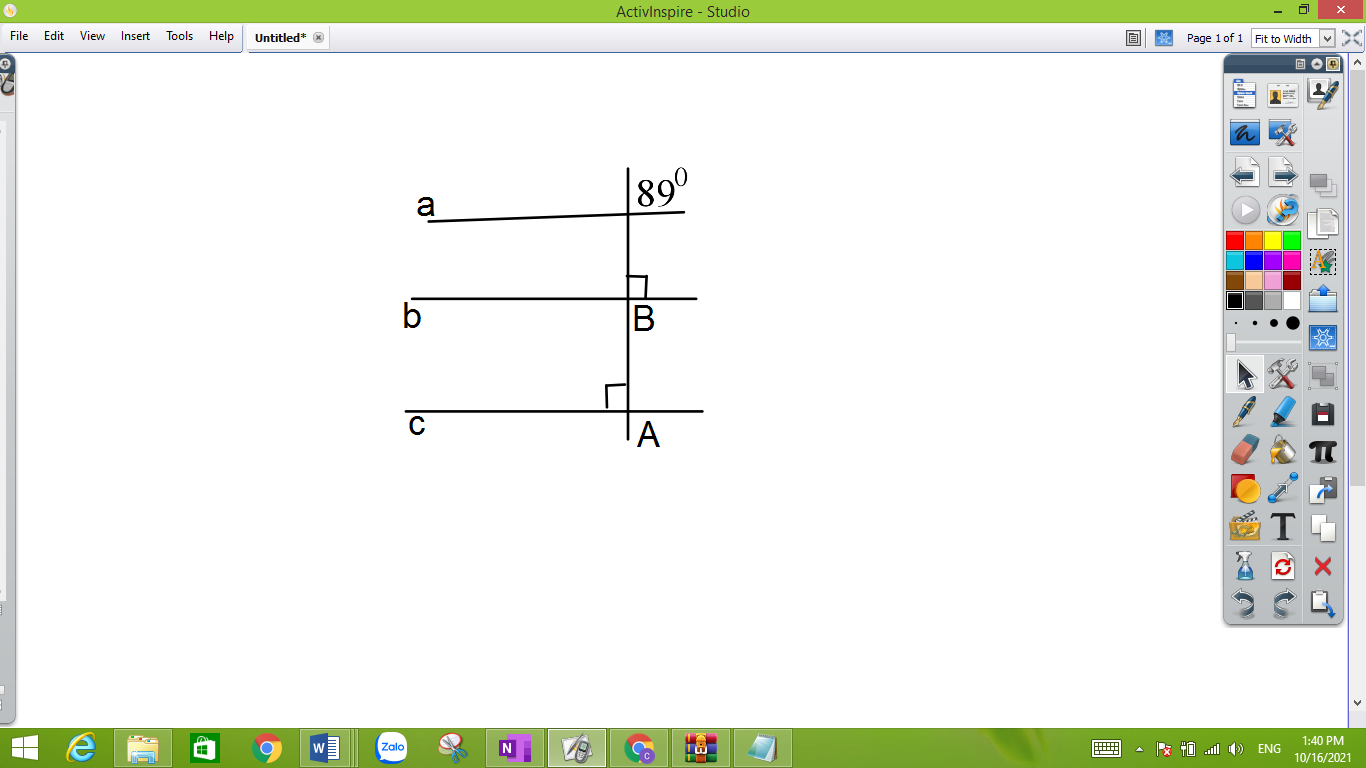 ActivInspire - Studio
File Edit View Insert Tools Help Untitled* Page 1 of 1 Fit to Width
89⁰
a
b
B
c
A
T
π
W
Zalo
N
C
ENG
1:40 PM
10/16/2021